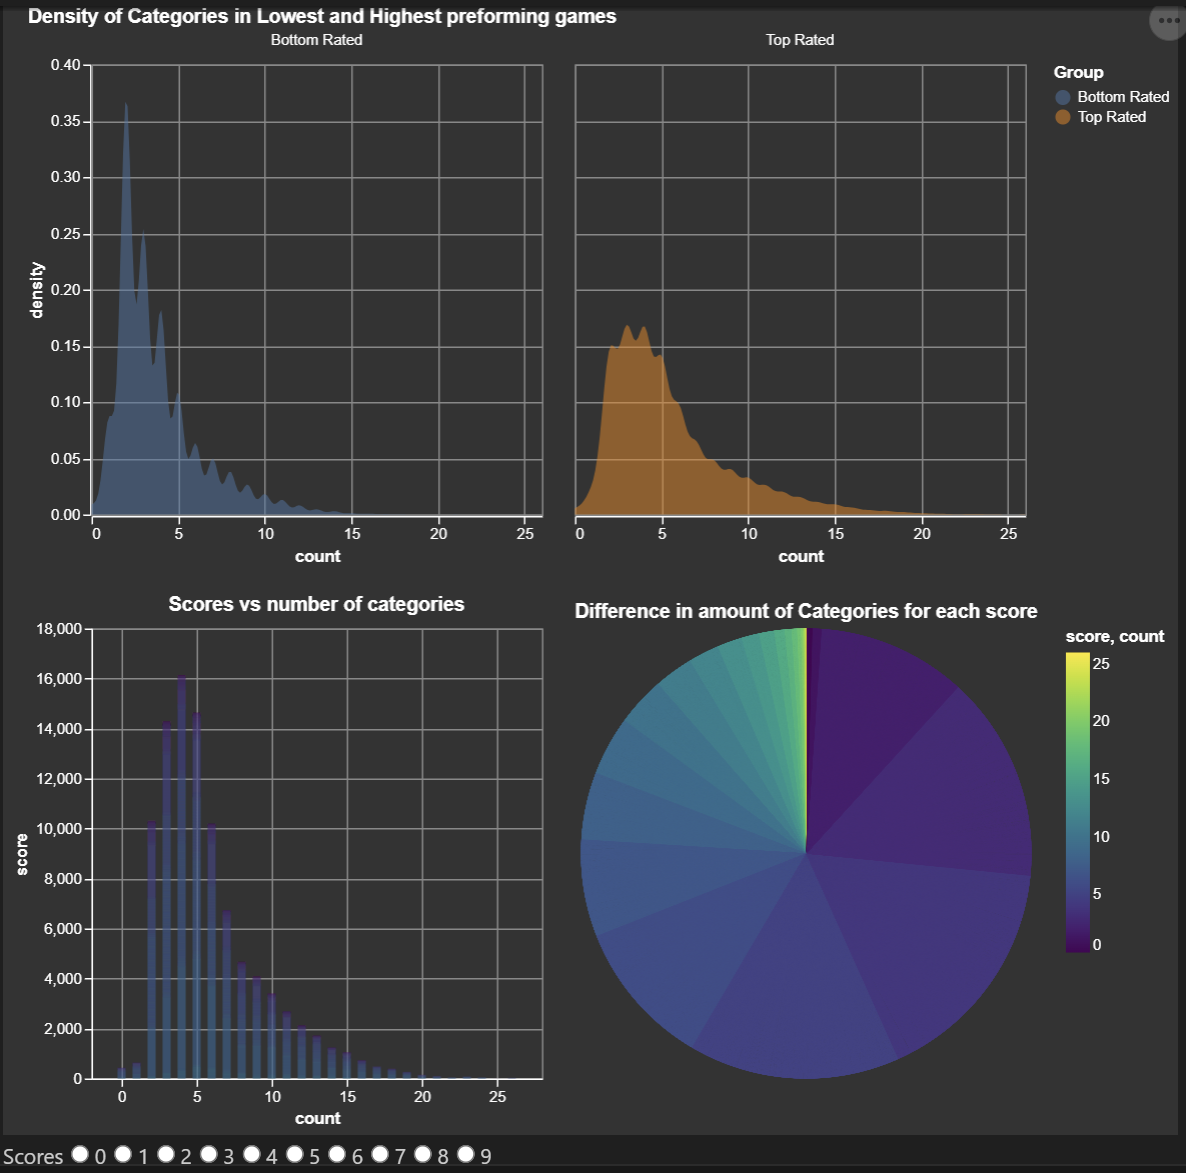 Density of Categories in Lowest and Highest preforming games
Bottom Rated
Top Rated
Group
Bottom Rated
Top Rated
0.40
0.35
0.30
0.25
0.20
0.15
0.10
0.05
0.00
density
0 5 10 15 20 25
count
0 5 10 15 20 25
count
Scores vs number of categories
18,000
16,000
14,000
12,000
10,000
8,000
6,000
4,000
2,000
0
score
0 5 10 15 20 25
count
Difference in amount of Categories for each score
score, count
25
20
15
10
5
0
Scores 0 1 2 3 4 5 6 7 8 9